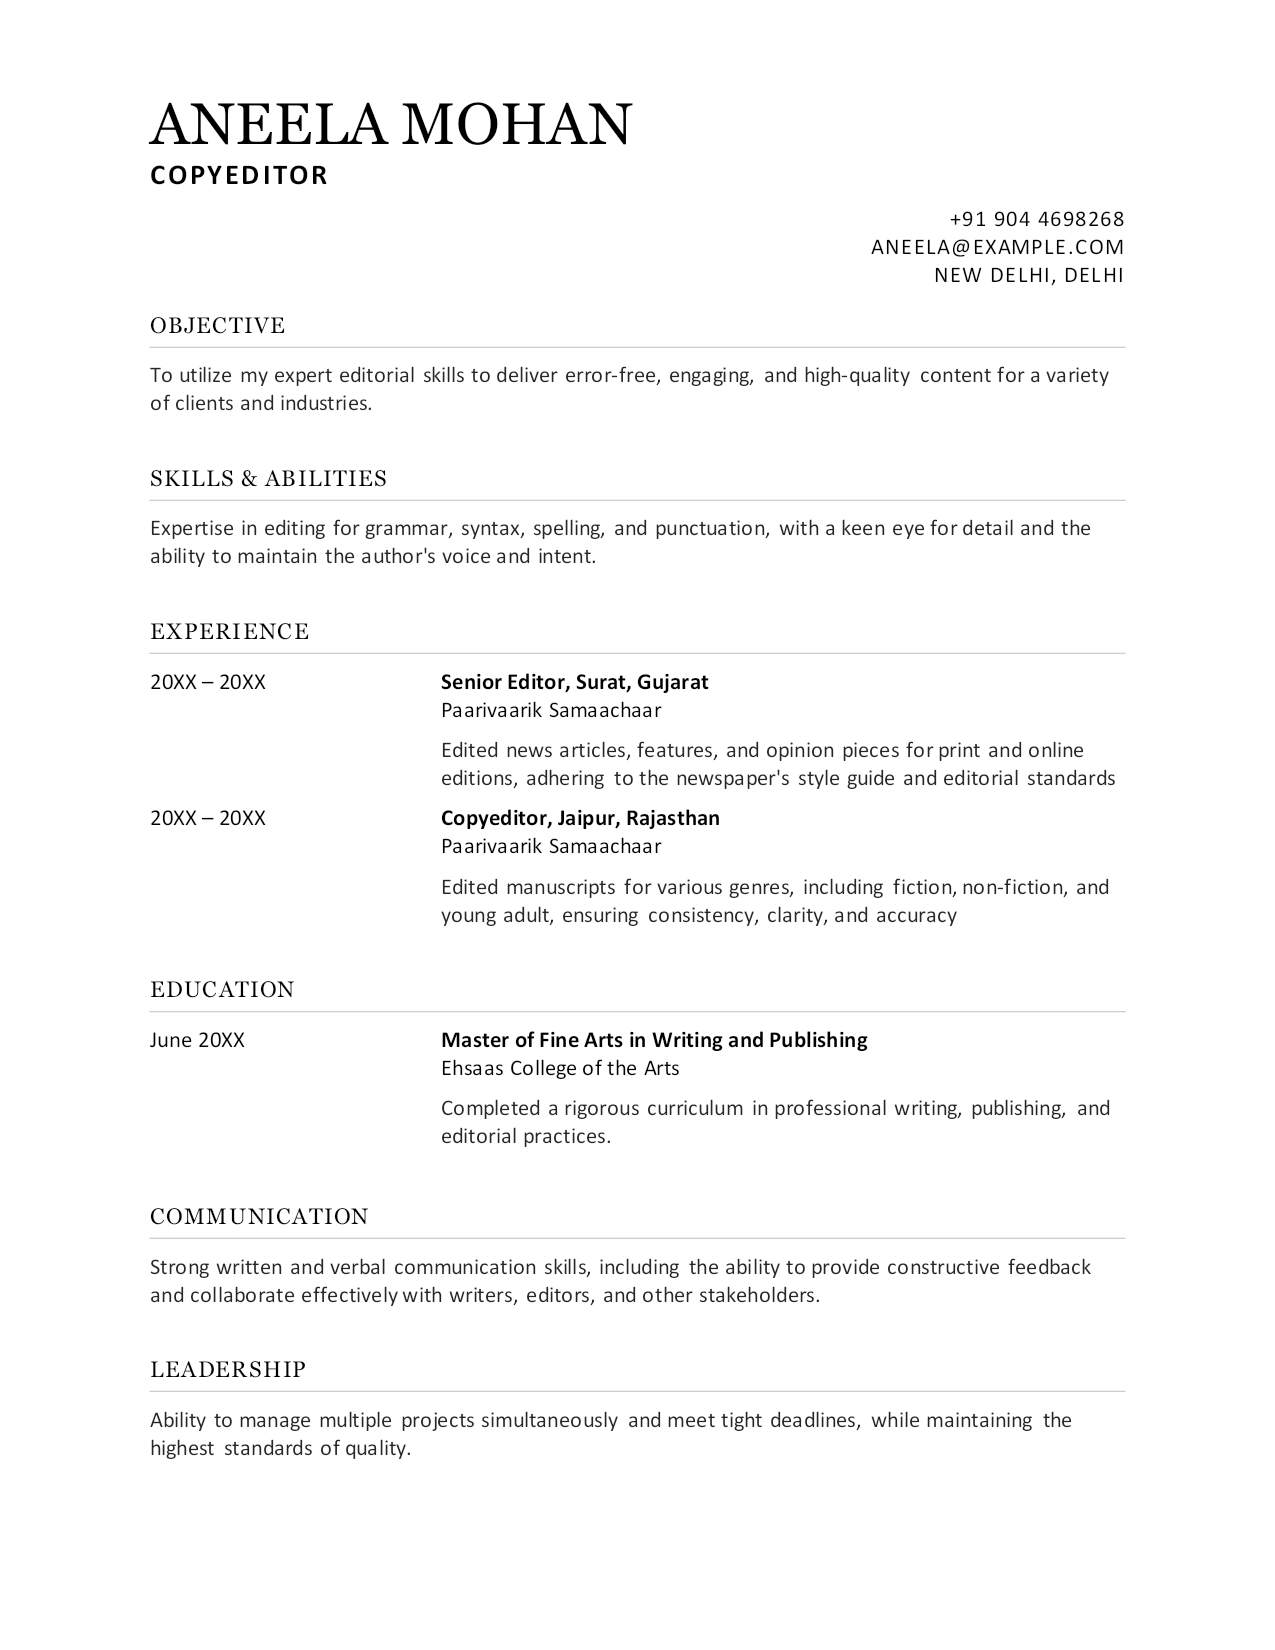 ANEELA MOHAN
COPYEDITOR
+91 904 4698268
ANEELA@EXAMPLE.COM
NEW DELHI, DELHI
OBJECTIVE
To utilize my expert editorial skills to deliver error-free, engaging, and high-quality content for a variety
of clients and industries.
SKILLS & ABILITIES
Expertise in editing for grammar, syntax, spelling, and punctuation, with a keen eye for detail and the
ability to maintain the author's voice and intent.
EXPERIENCE
20XX – 20XX
Senior Editor, Surat, Gujarat
Paarivaarik Samaachaar
Edited news articles, features, and opinion pieces for print and online
editions, adhering to the newspaper's style guide and editorial standards
20XX – 20XX
Copyeditor, Jaipur, Rajasthan
Paarivaarik Samaachaar
Edited manuscripts for various genres, including fiction, non-fiction, and
young adult, ensuring consistency, clarity, and accuracy
EDUCATION
June 20XX
Master of Fine Arts in Writing and Publishing
Ehsaas College of the Arts
Completed a rigorous curriculum in professional writing, publishing, and
editorial practices.
COMMUNICATION
Strong written and verbal communication skills, including the ability to provide constructive feedback
and collaborate effectively with writers, editors, and other stakeholders.
LEADERSHIP
Ability to manage multiple projects simultaneously and meet tight deadlines, while maintaining the
highest standards of quality.